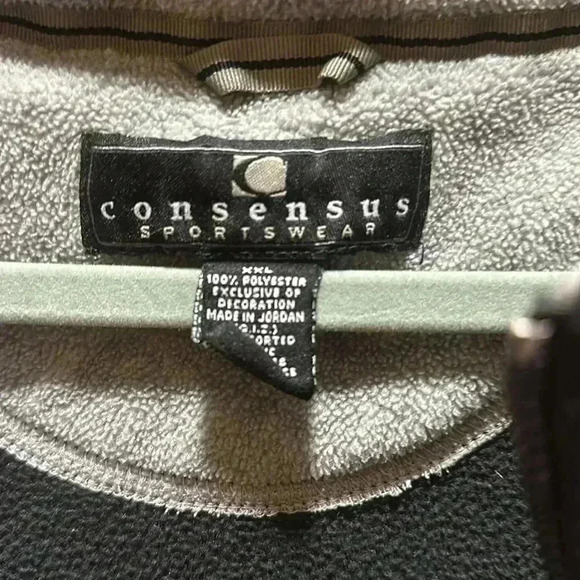 consensus
SPORTSWEAR
XXL
100% POLYESTER
EXCLUSIVE OF
DECORATION
MADE IN JORDAN